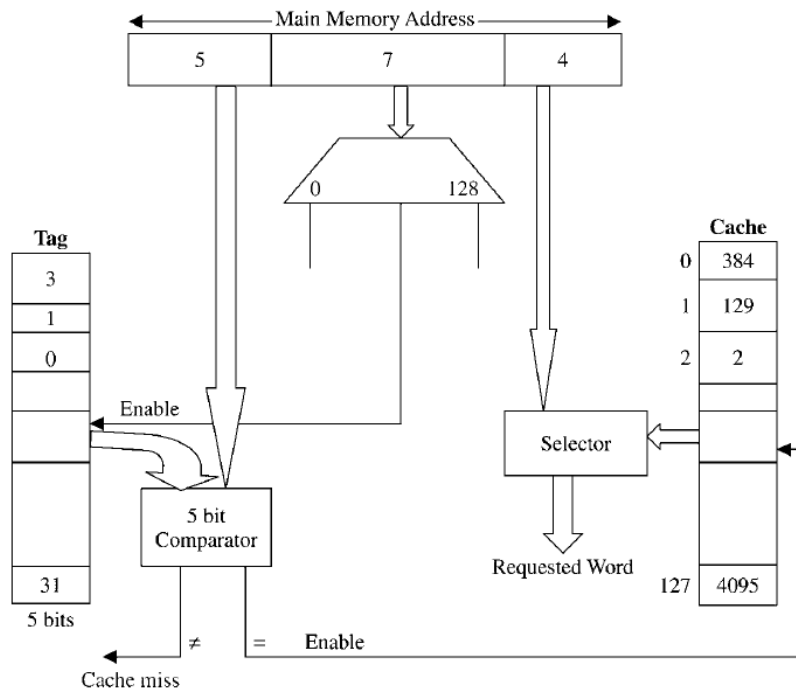 Main Memory Address
5 7 4
0 128
Tag
3
1
0
31
5 bits
Enable
5 bit
Comparator
≠ = Enable
Cache miss
Selector
Requested Word
Cache
0 384
1 129
2 2
127 4095